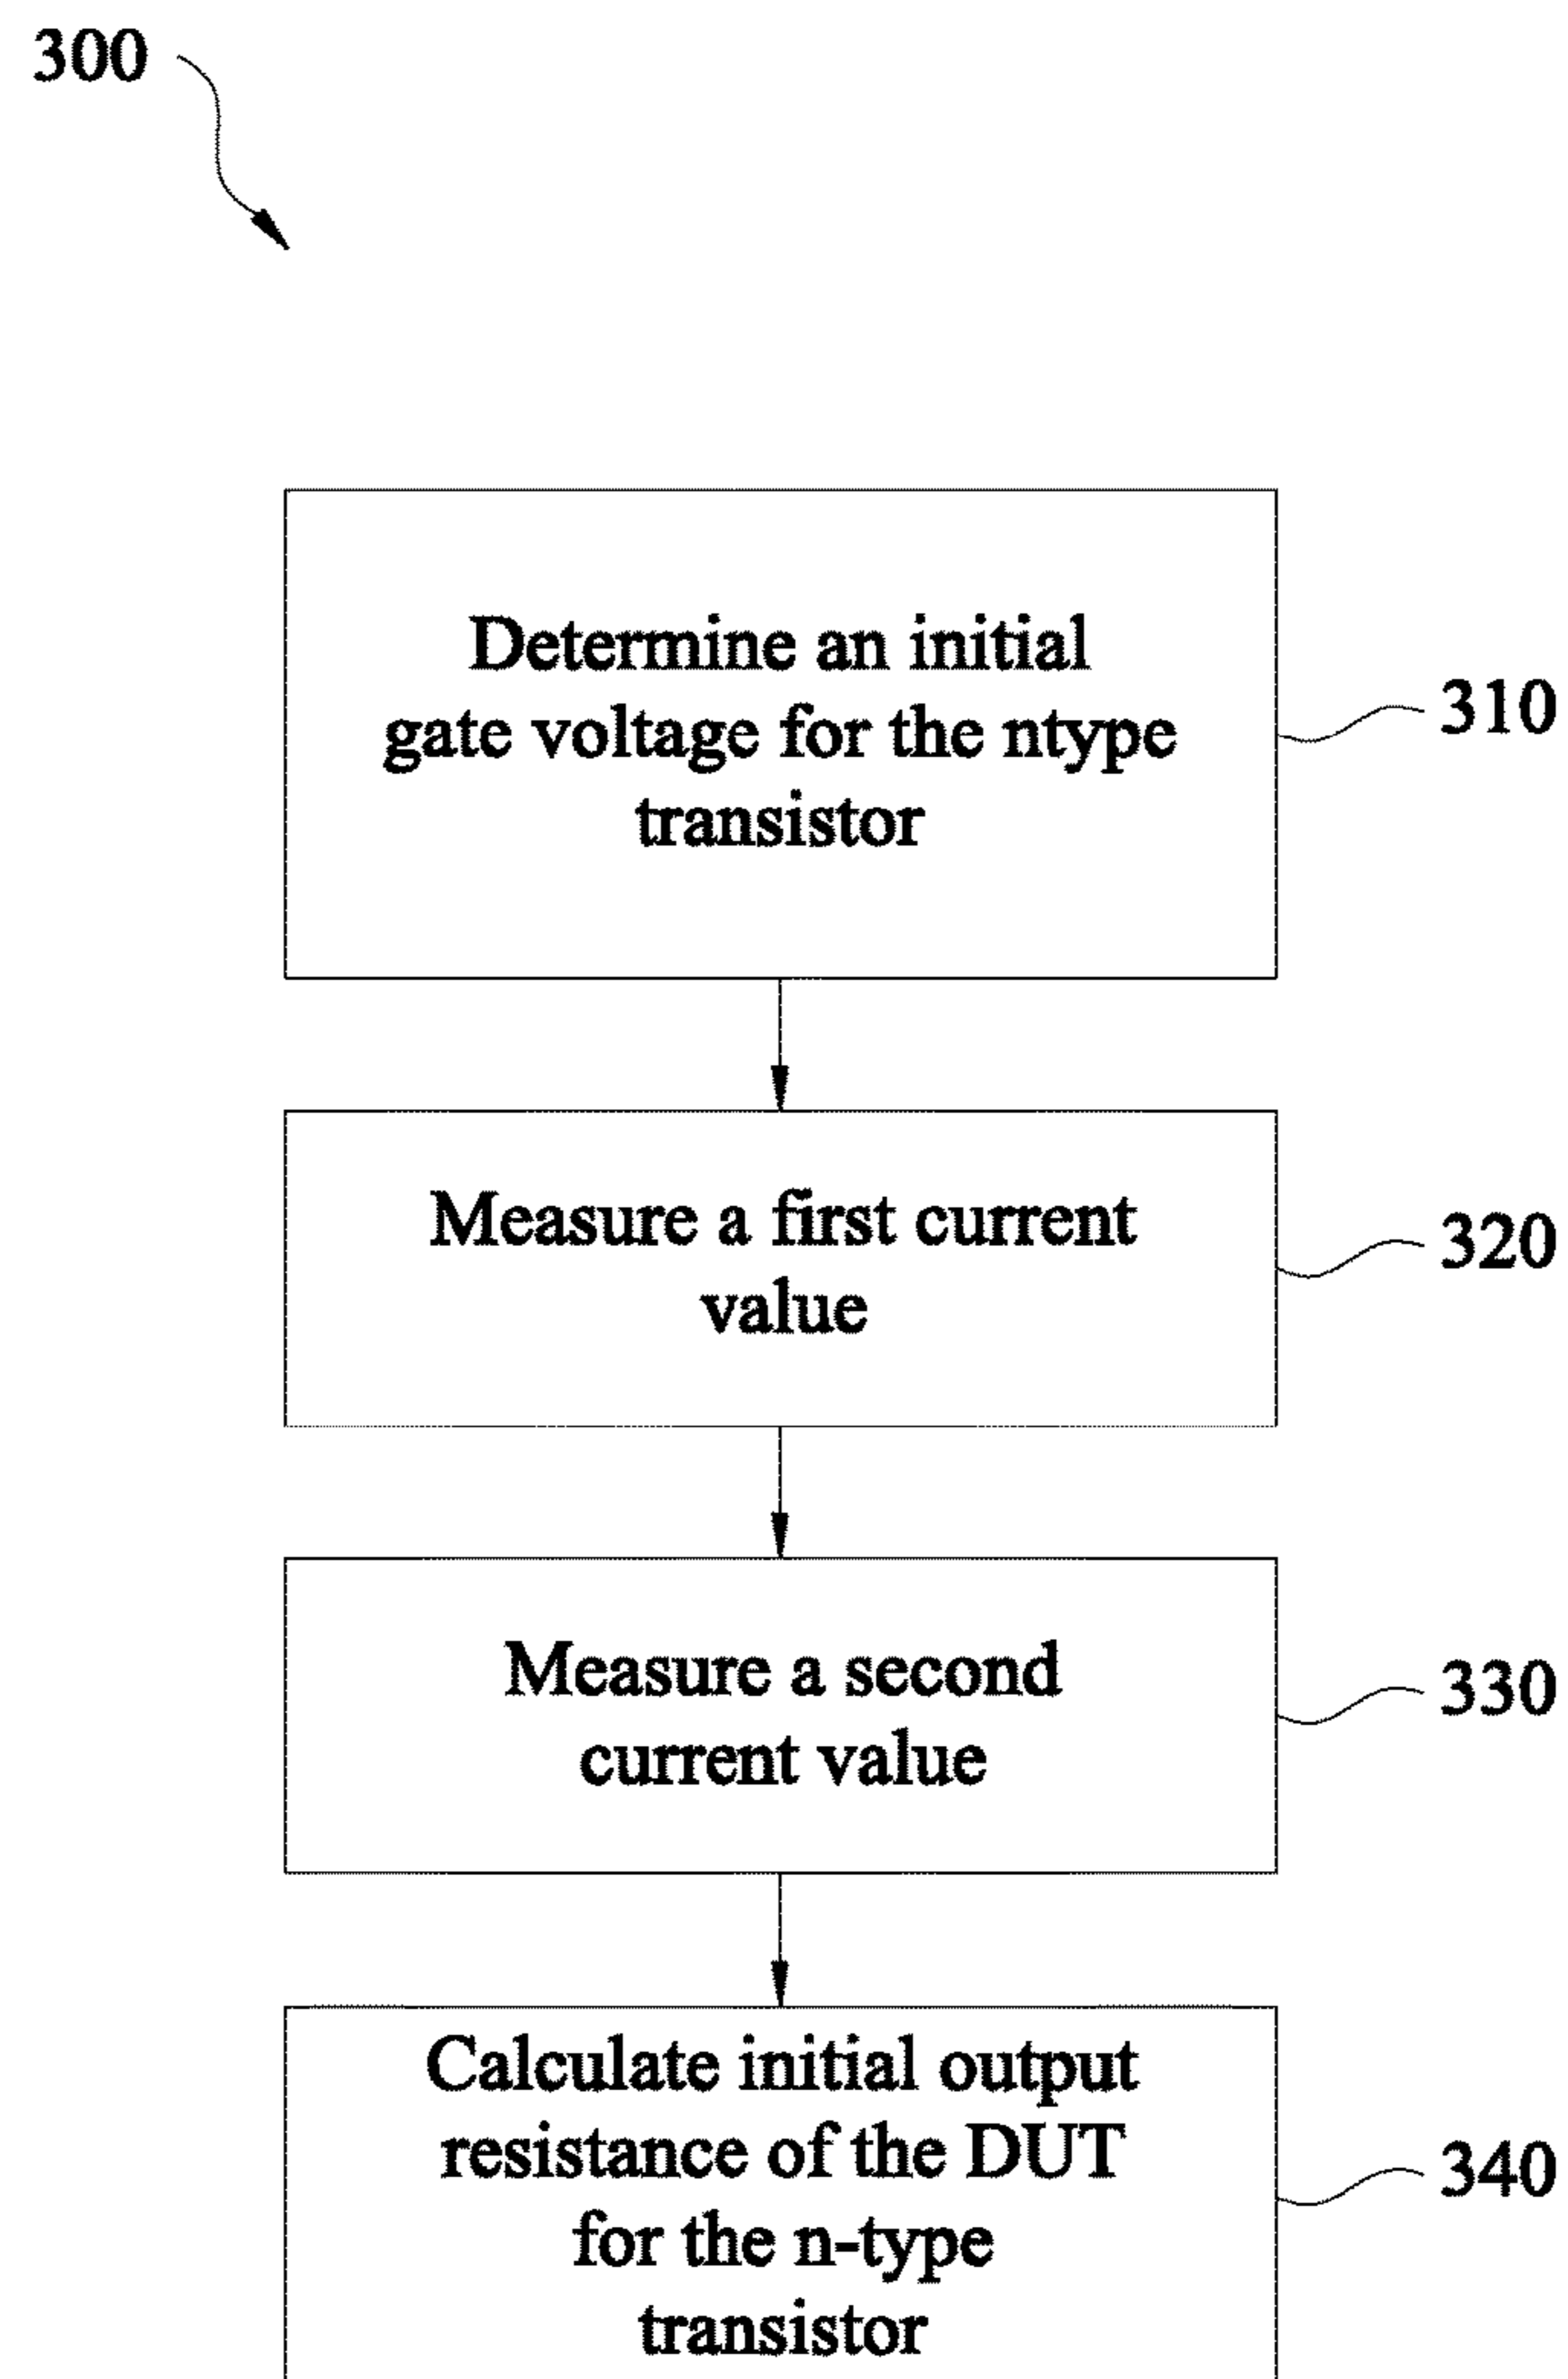 300
Determine an initial
gate voltage for the ntype
transistor
310
Measure a first current
value
320
Measure a second
current value
330
Calculate initial output
resistance of the DUT
for the n-type
transistor
340